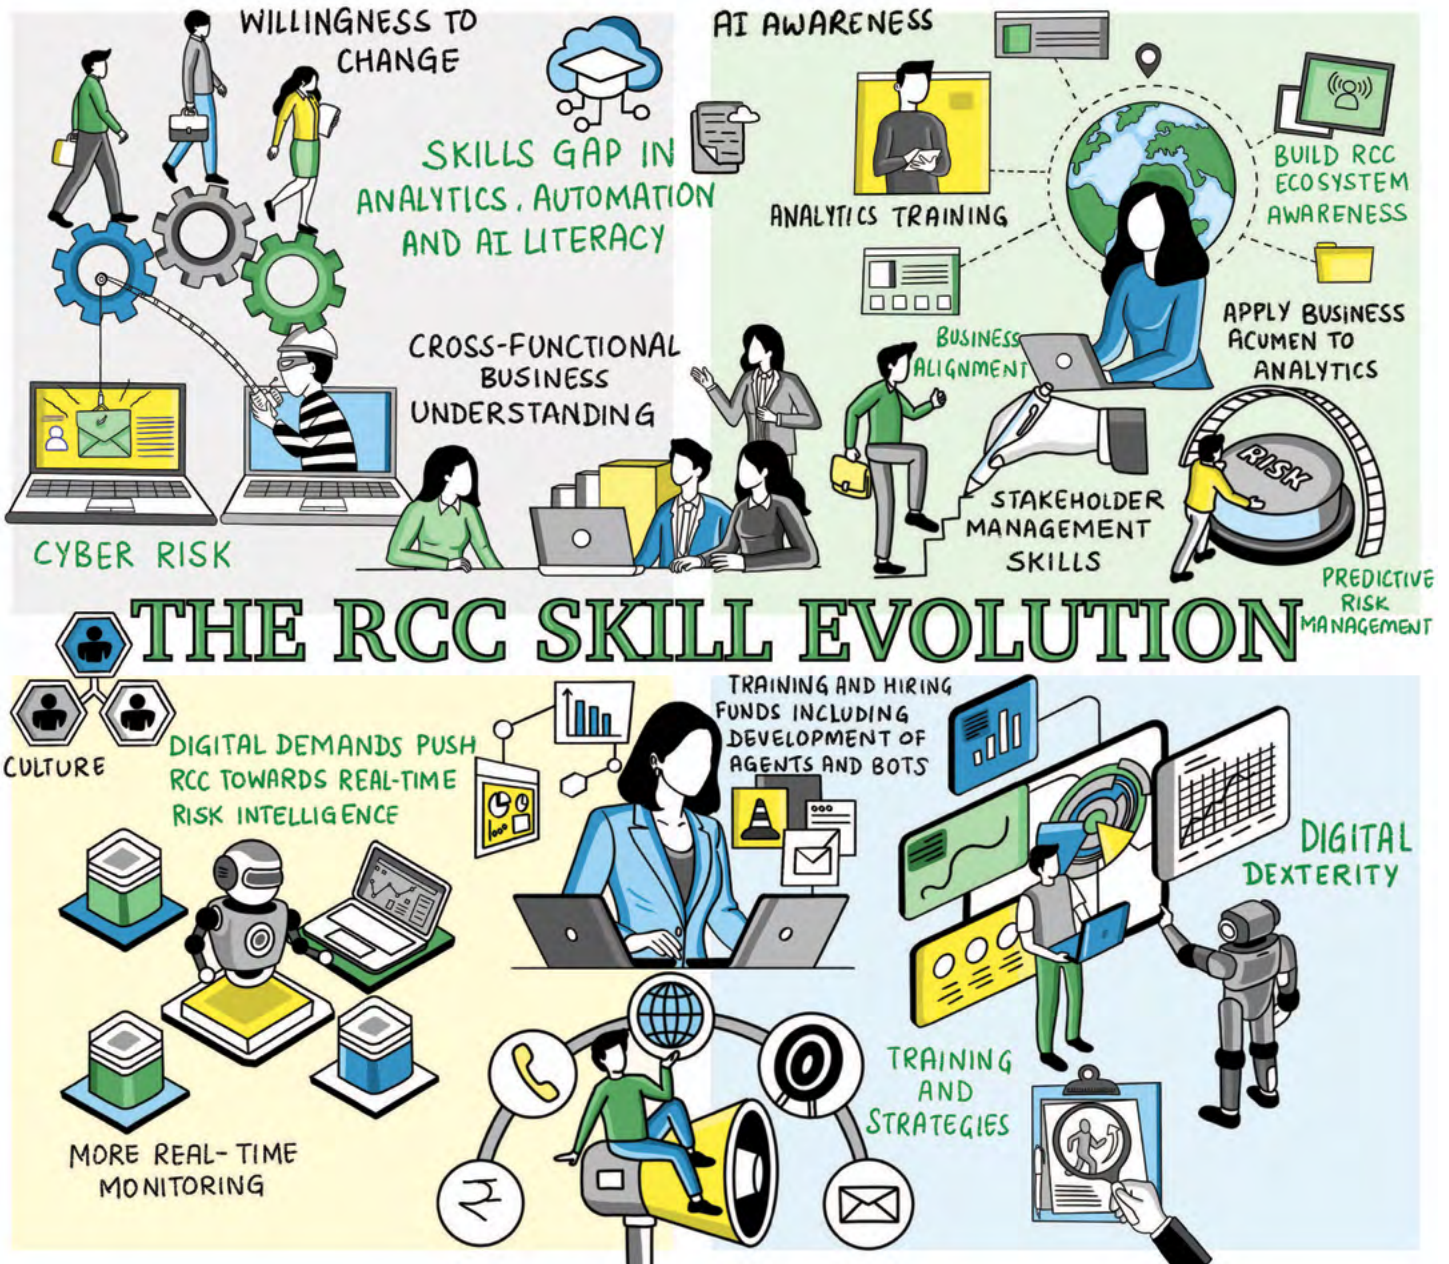 WILLINGNESS TO
CHANGE
SKILLS GAP IN
ANALYTICS, AUTOMATION
AND AI LITERACY
CROSS-FUNCTIONAL
BUSINESS
UNDERSTANDING
CYBER RISK
AI AWARENESS
ANALYTICS TRAINING
BUILD RCC
ECOSYSTEM
AWARENESS
BUSINESS
ALIGNMENT
APPLY BUSINESS
ACUMEN TO
ANALYTICS
RISK
STAKEHOLDER
MANAGEMENT
SKILLS
PREDICTIVE
RISK
MANAGEMENT
THE RCC SKILL EVOLUTION
CULTURE
DIGITAL DEMANDS PUSH
RCC TOWARDS REAL-TIME
RISK INTELLIGENCE
MORE REAL-TIME
MONITORING
TRAINING AND HIRING
FUNDS INCLUDING
DEVELOPMENT OF
AGENTS AND BOTS
DIGITAL
DEXTERITY
TRAINING
AND
STRATEGIES
₹